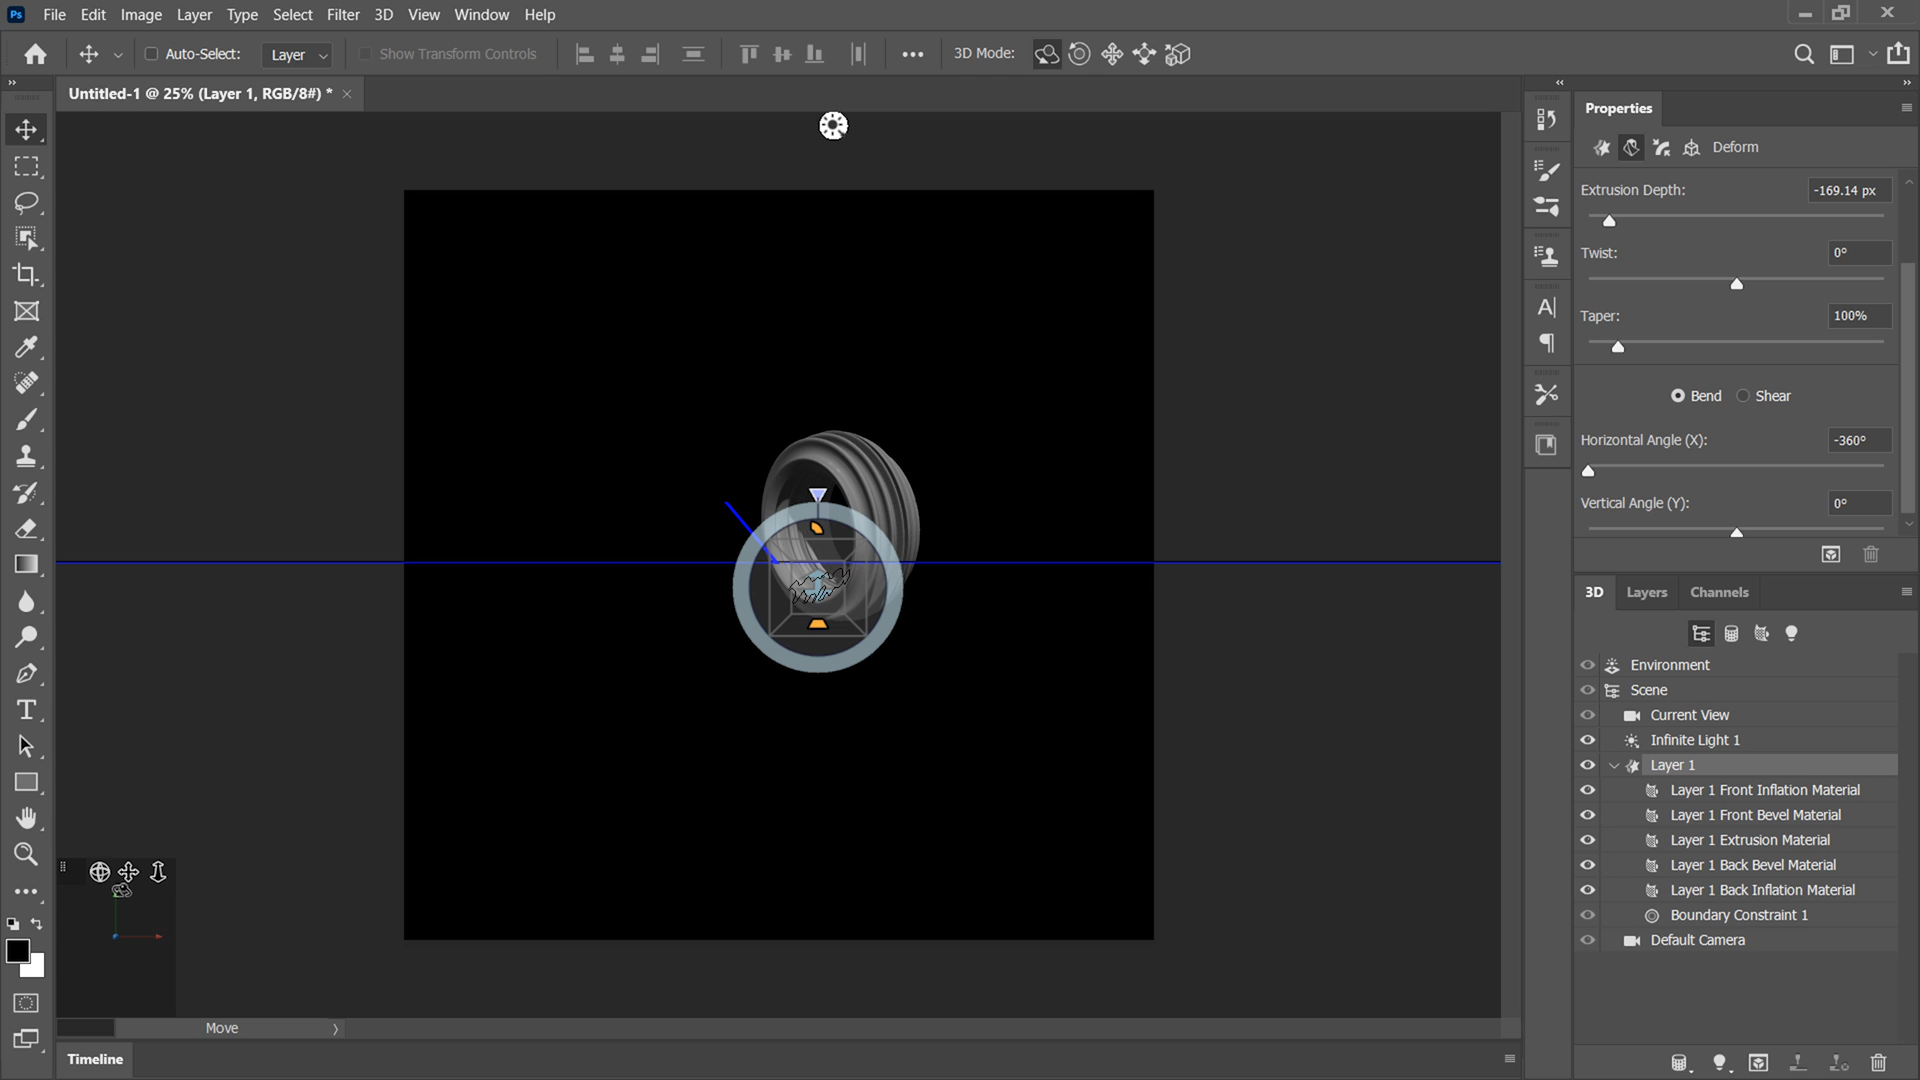 Ps File Edit Image Layer Type Select Filter 3D View Window Help
Auto-Select: Layer Show Transform Controls 3D Mode:
Untitled-1 @ 25% (Layer 1, RGB/8#) *
Properties
Deform
Extrusion Depth: -169.14 px
Twist: 0°
Taper: 100%
Bend Shear
Horizontal Angle (X): -360°
Vertical Angle (Y): 0°
3D Layers Channels
Environment
Scene
Current View
Infinite Light 1
Layer 1
Layer 1 Front Inflation Material
Layer 1 Front Bevel Material
Layer 1 Extrusion Material
Layer 1 Back Bevel Material
Layer 1 Back Inflation Material
Boundary Constraint 1
Default Camera
Move
Timeline